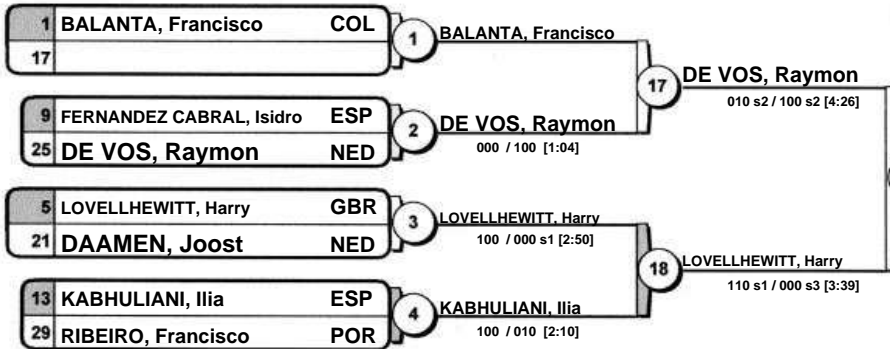 1 BALANTA, Francisco COL
17
1
BALANTA, Francisco
9 FERNANDEZ CABRAL, Isidro ESP
25 DE VOS, Raymon NED
2
DE VOS, Raymon
000 / 100 [1:04]
17
DE VOS, Raymon
010 s2 / 100 s2 [4:26]
5 LOVELLHEWITT, Harry GBR
21 DAAMEN, Joost NED
3
LOVELLHEWITT, Harry
100 / 000 s1 [2:50]
13 KABHULIANI, Ilia ESP
29 RIBEIRO, Francisco POR
4
KABHULIANI, Ilia
100 / 010 [2:10]
18
LOVELLHEWITT, Harry
110 s1 / 000 s3 [3:39]